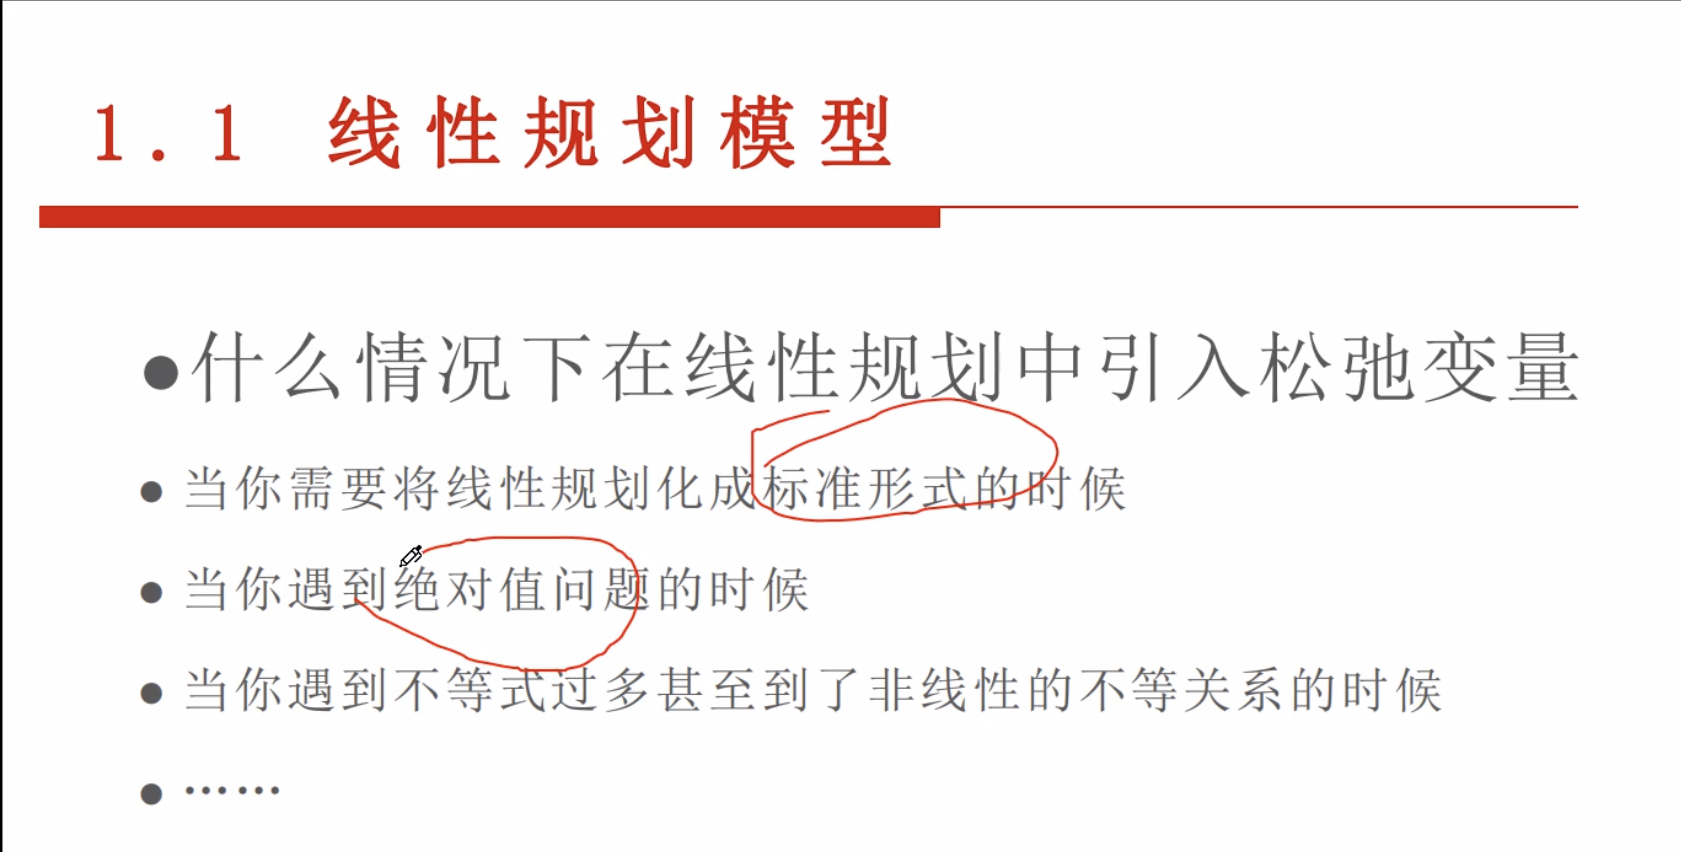 1.1 线性规划模型
●什么情况下在线性规划中引入松弛变量
● 当你需要将线性规划化成标准形式的时候
● 当你遇到绝对值问题的时候
● 当你遇到不等式过多甚至到了非线性的不等关系的时候
● ……